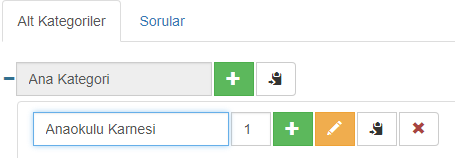 Alt Kategoriler Sorular
Ana Kategori
Anaokulu Karnesi 1